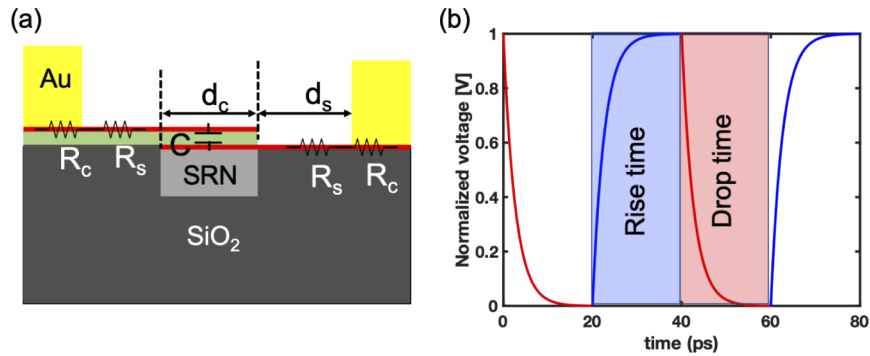 (a)
Au
d_c
d_s
C
R_c
R_s
R_s
R_c
SRN
SiO₂
(b)
Normalized voltage [V]
1
0.8
0.6
0.4
0.2
0
Rise time
Drop time
0 20 40 60 80
time (ps)